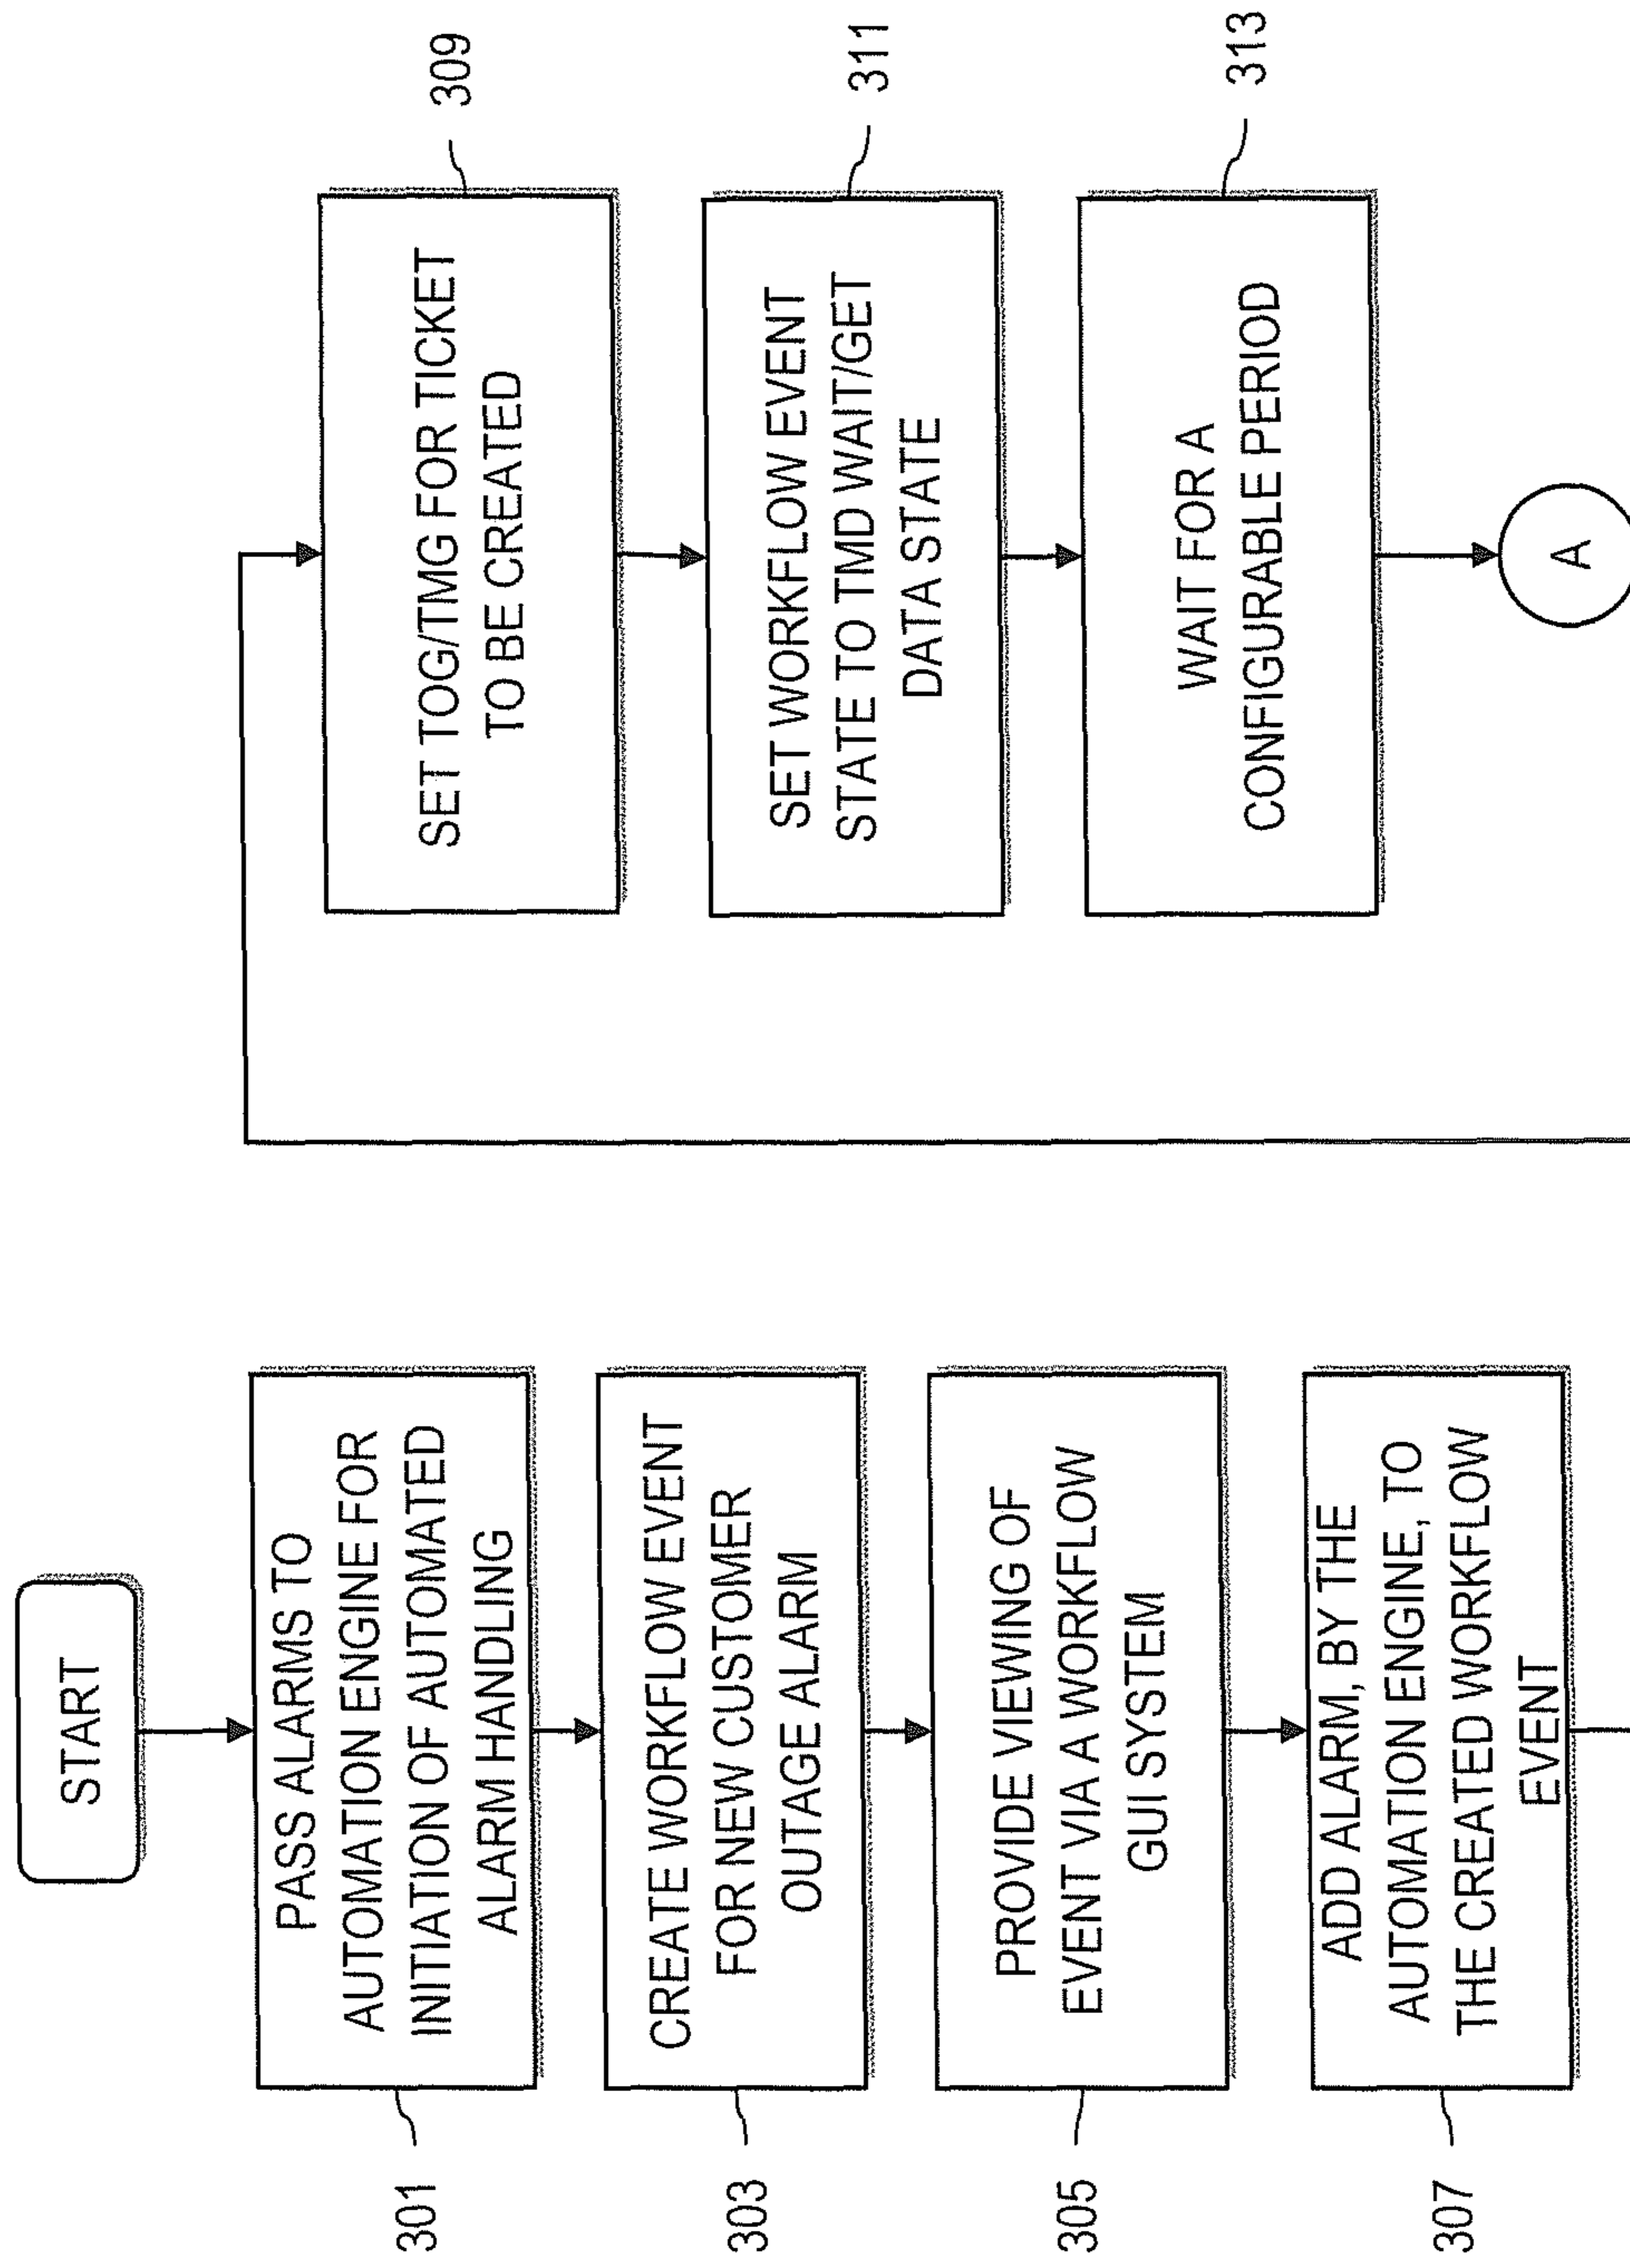 START
PASS ALARMS TO
AUTOMATION ENGINE FOR
INITIATION OF AUTOMATED
ALARM HANDLING
301
CREATE WORKFLOW EVENT
FOR NEW CUSTOMER
OUTAGE ALARM
303
PROVIDE VIEWING OF
EVENT VIA A WORKFLOW
GUI SYSTEM
305
ADD ALARM, BY THE
AUTOMATION ENGINE, TO
THE CREATED WORKFLOW
EVENT
307
SET TOG/TMG FOR TICKET
TO BE CREATED
309
SET WORKFLOW EVENT
STATE TO TMD WAIT/GET
DATA STATE
311
WAIT FOR A
CONFIGURABLE PERIOD
313
A